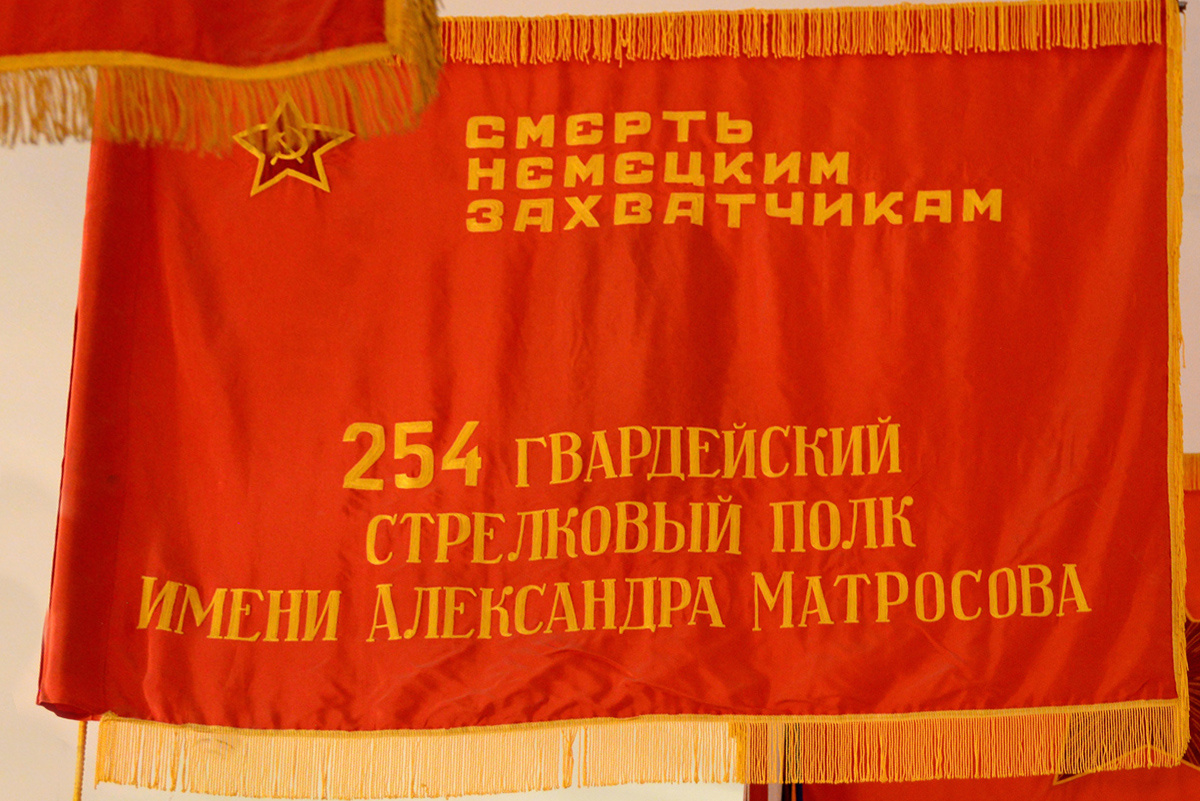 СМЕРТЬ
НЕМЕЦКИМ
ЗАХВАТЧИКАМ
254 ГВАРДЕЙСКИЙ
СТРЕЛКОВЫЙ ПОЛК
ИМЕНИ АЛЕКСАНДРА МАТРОСОВА